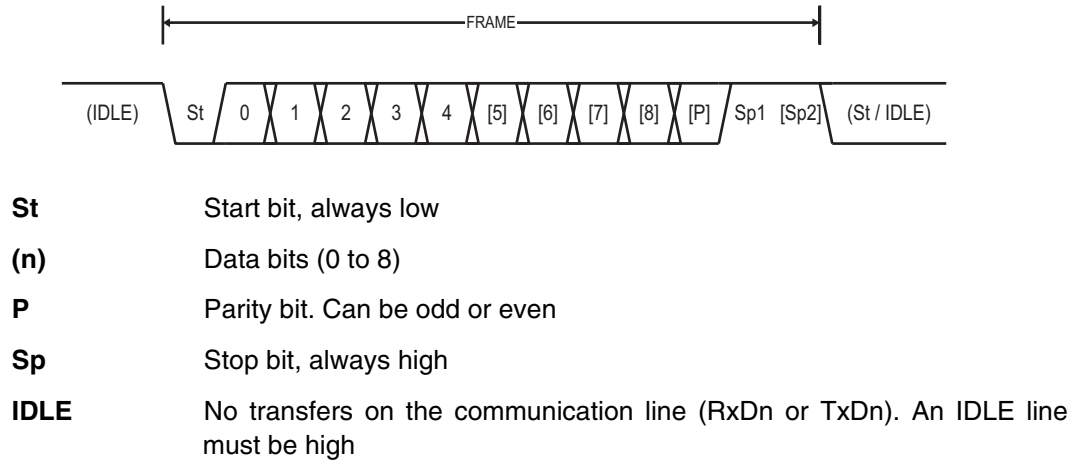 FRAME
(IDLE) St 0 1 2 3 4 [5] [6] [7] [8] [P] Sp1 [Sp2] (St / IDLE)
St Start bit, always low
(n) Data bits (0 to 8)
P Parity bit. Can be odd or even
Sp Stop bit, always high
IDLE No transfers on the communication line (RxDn or TxDn). An IDLE line
must be high